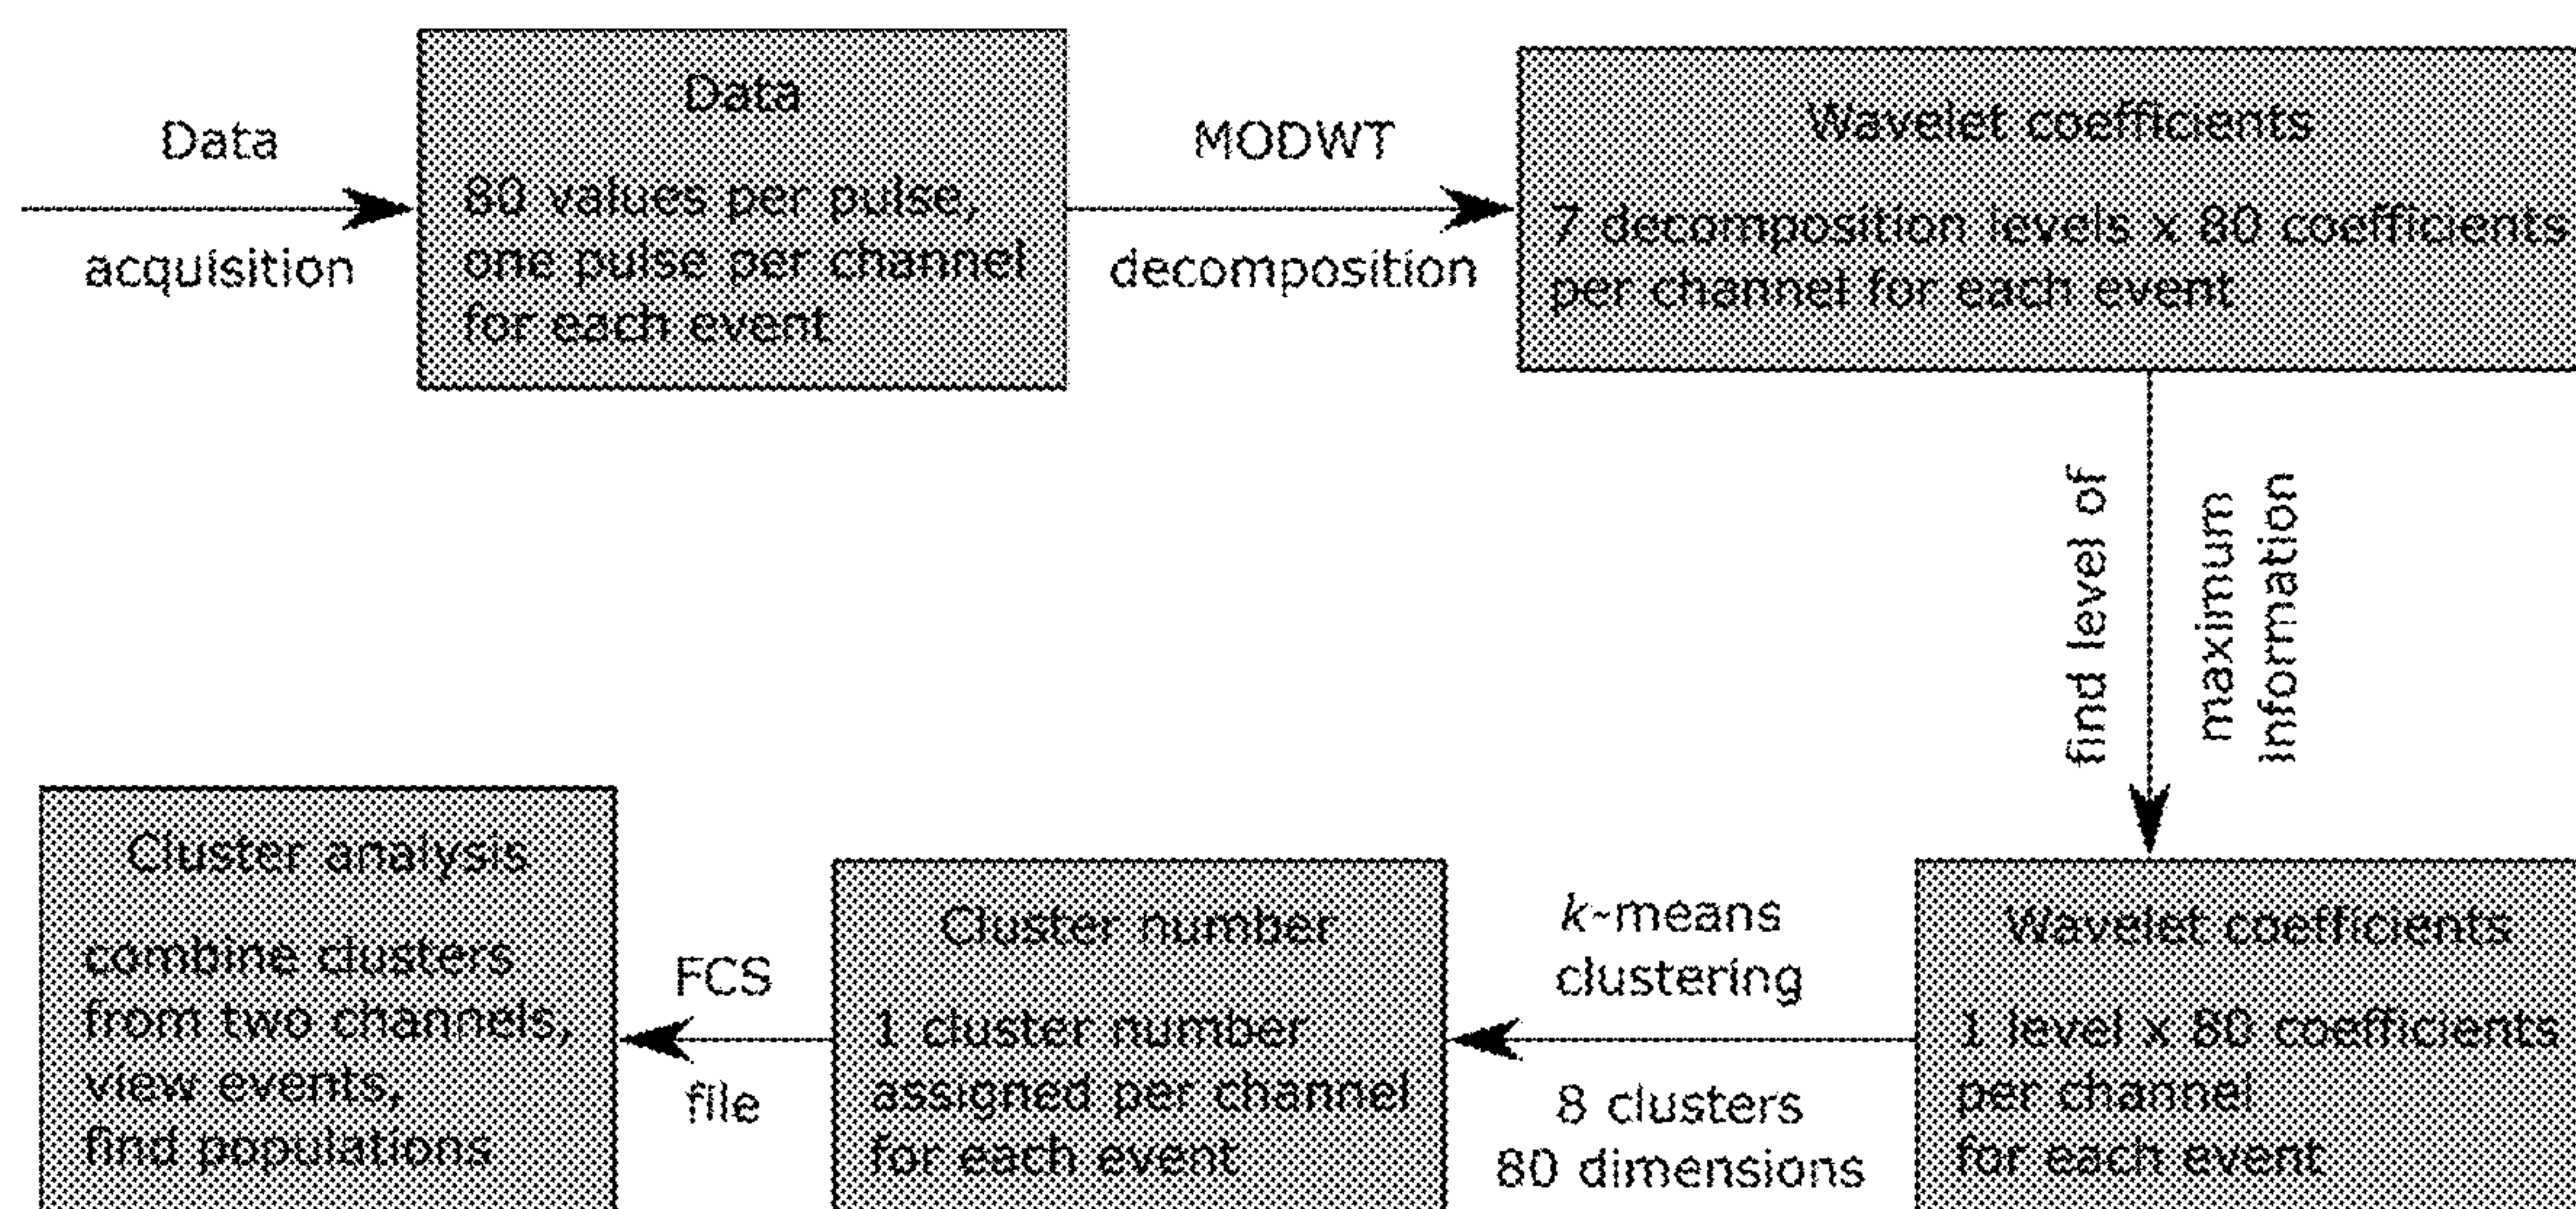 Data
acquisition
Data
80 values per pulse,
one pulse per channel
for each event
MODWT
decomposition
Wavelet coefficients
7 decomposition levels x 80 coefficients
per channel for each event
find level of
maximum
information
Wavelet coefficients
1 level x 80 coefficients
per channel
for each event
k-means
clustering
8 clusters
80 dimensions
Cluster number
1 cluster number
assigned per channel
for each event
FCS
file
Cluster analysis
combine clusters
from two channels,
view events,
find populations